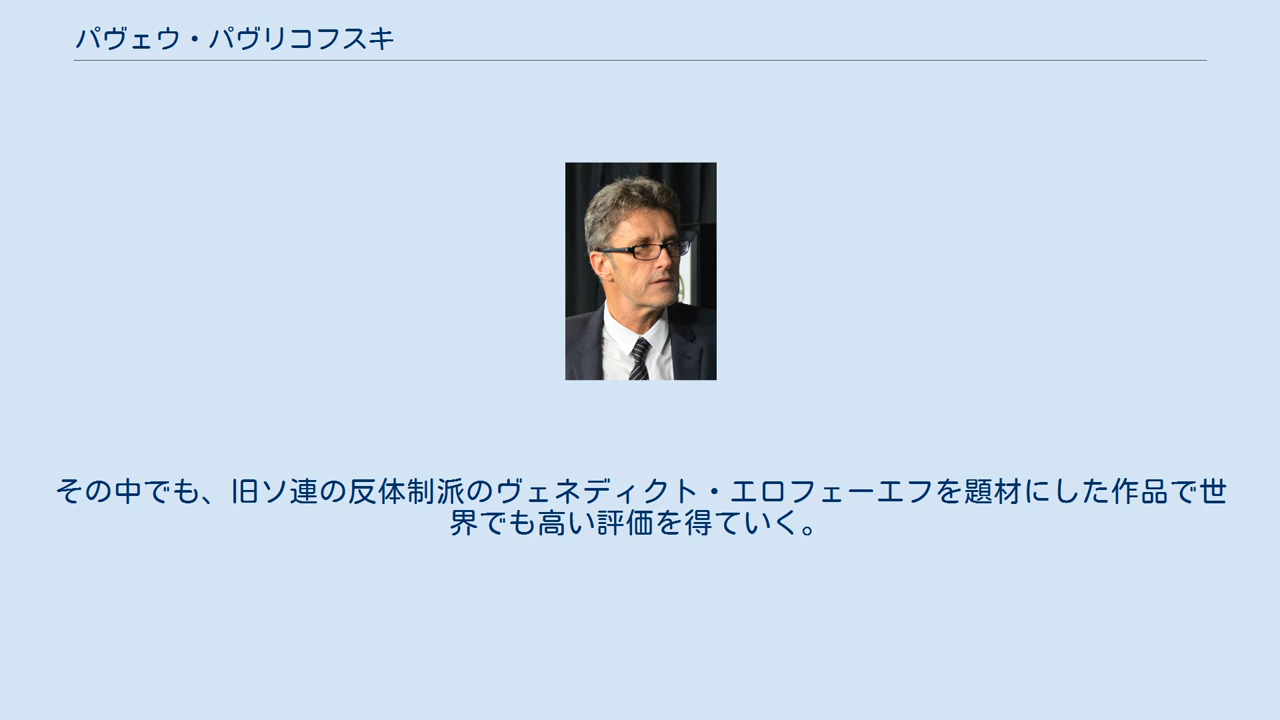 パヴェウ・パヴリコフスキ
その中でも、旧ソ連の反体制派のヴェネディクト・エロフェーエフを題材にした作品で世
界でも高い評価を得ていく。